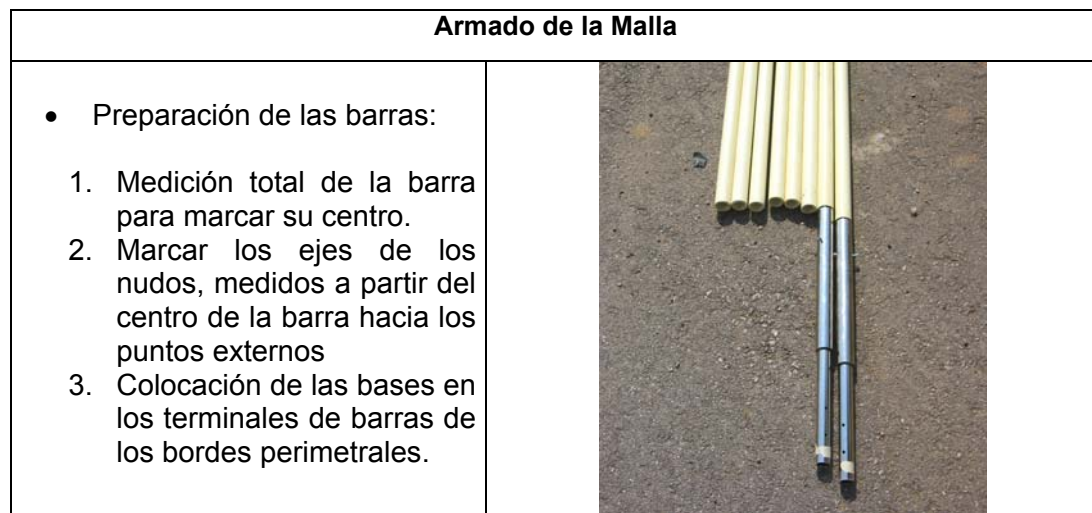 Armado de la Malla
• Preparación de las barras:
1. Medición total de la barra
para marcar su centro.
2. Marcar los ejes de los
nudos, medidos a partir del
centro de la barra hacia los
puntos externos
3. Colocación de las bases en
los terminales de barras de
los bordes perimetrales.